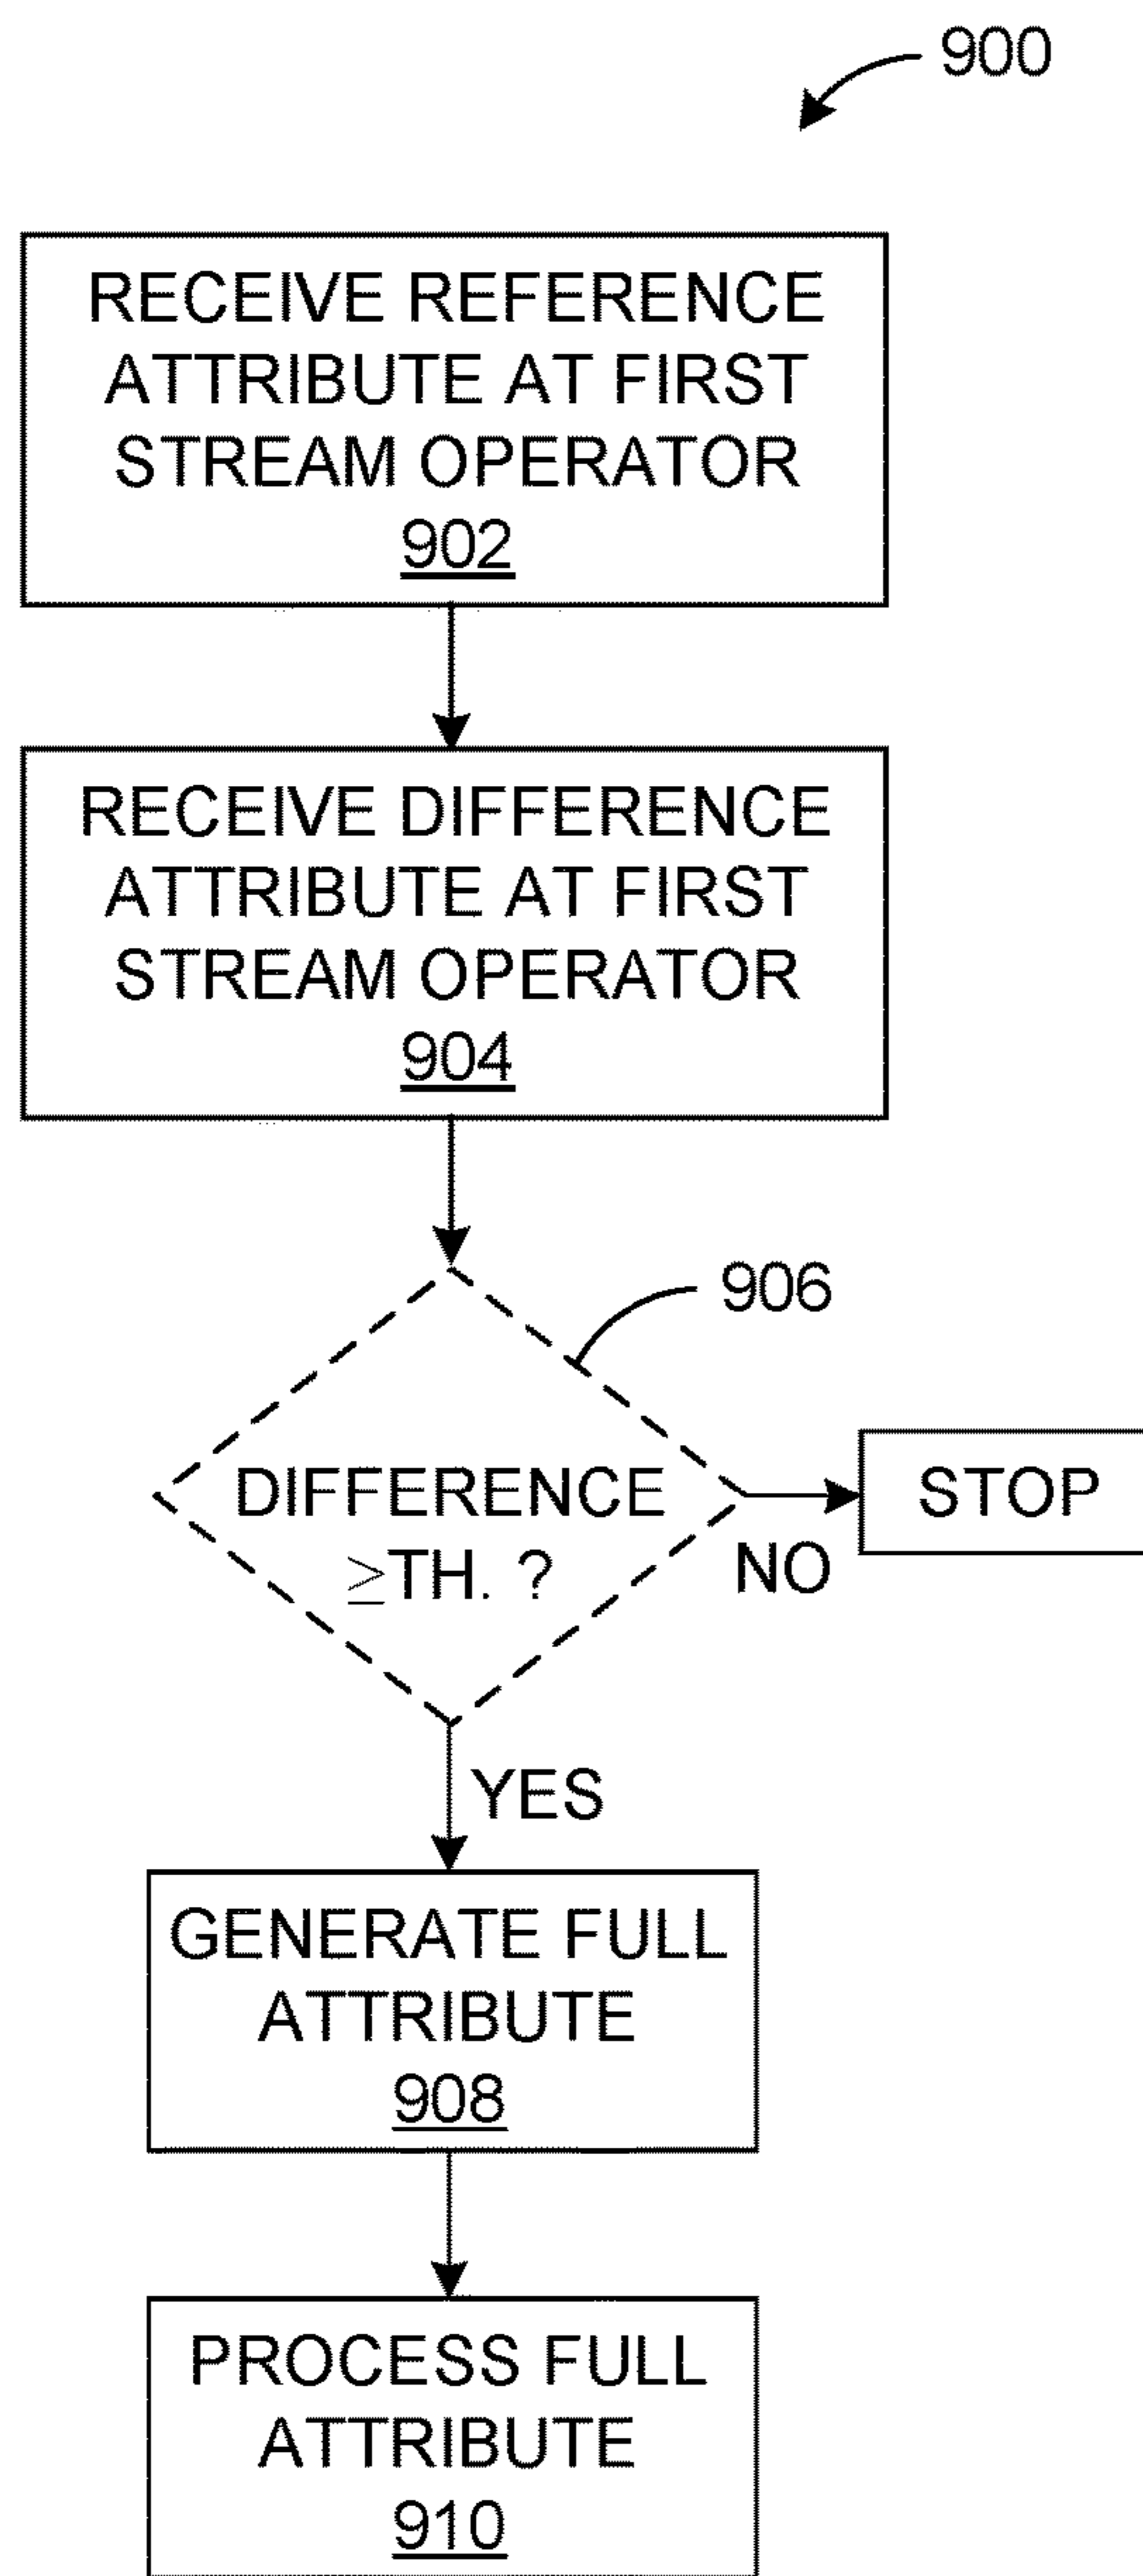 900
RECEIVE REFERENCE
ATTRIBUTE AT FIRST
STREAM OPERATOR
902
RECEIVE DIFFERENCE
ATTRIBUTE AT FIRST
STREAM OPERATOR
904
906
DIFFERENCE
≥TH. ?
NO
STOP
YES
GENERATE FULL
ATTRIBUTE
908
PROCESS FULL
ATTRIBUTE
910